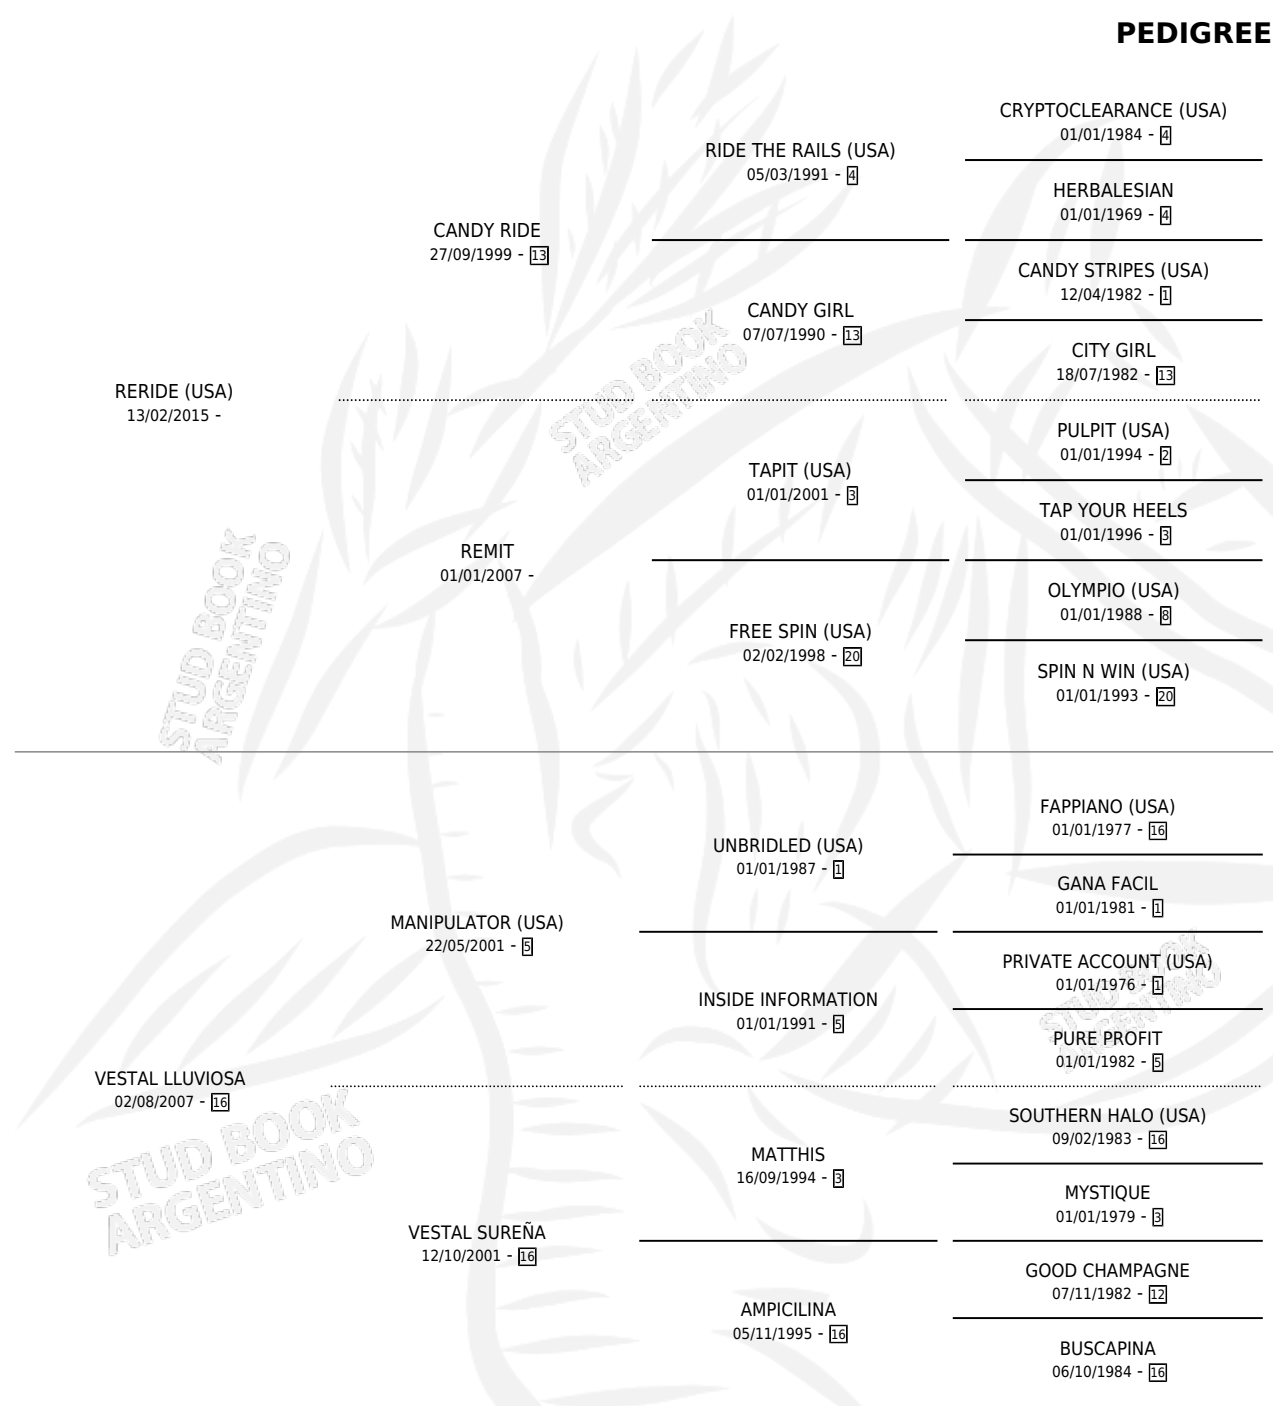 PEDIGREE
CRYPTOCLEARANCE (USA)
01/01/1984 - 4
RIDE THE RAILS (USA)
05/03/1991 - 4
HERBALESIAN
01/01/1969 - 4
CANDY RIDE
27/09/1999 - 13
CANDY STRIPES (USA)
12/04/1982 - 1
CANDY GIRL
07/07/1990 - 13
CITY GIRL
18/07/1982 - 13
RERIDE (USA)
13/02/2015 -
STUD BOOK
ARGENTINO
PULPIT (USA)
01/01/1994 - 2
TAPIT (USA)
01/01/2001 - 3
TAP YOUR HEELS
01/01/1996 - 3
REMIT
01/01/2007 -
OLYMPIO (USA)
01/01/1988 - 8
FREE SPIN (USA)
02/02/1998 - 20
SPIN N WIN (USA)
01/01/1993 - 20
STUD BOOK
ARGENTINO
FAPPIANO (USA)
01/01/1977 - 16
UNBRIDLED (USA)
01/01/1987 - 1
GANA FACIL
01/01/1981 - 1
MANIPULATOR (USA)
22/05/2001 - 5
PRIVATE ACCOUNT (USA)
01/01/1976 - 1
INSIDE INFORMATION
01/01/1991 - 5
STUD BOOK
ARGENTINO
PURE PROFIT
01/01/1982 - 5
VESTAL LLUVIOSA
02/08/2007 - 16
STUD BOOK
ARGENTINO
SOUTHERN HALO (USA)
09/02/1983 - 16
MATTHIS
16/09/1994 - 3
MYSTIQUE
01/01/1979 - 3
VESTAL SUREÑA
12/10/2001 - 16
GOOD CHAMPAGNE
07/11/1982 - 12
AMPICILINA
05/11/1995 - 16
BUSCAPINA
06/10/1984 - 16